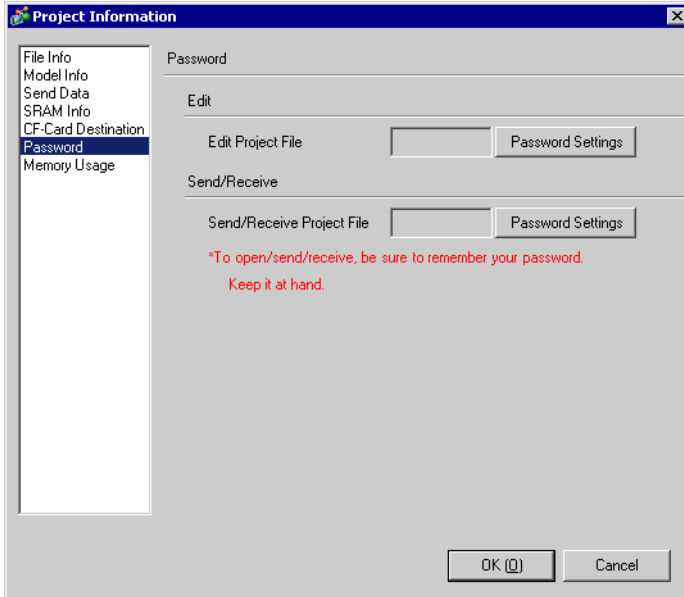 Project Information
File Info
Model Info
Send Data
SRAM Info
CF-Card Destination
Password
Memory Usage
Password
Edit
Edit Project File
Password Settings
Send/Receive
Send/Receive Project File
Password Settings
*To open/send/receive, be sure to remember your password.
Keep it at hand.
OK (O)
Cancel